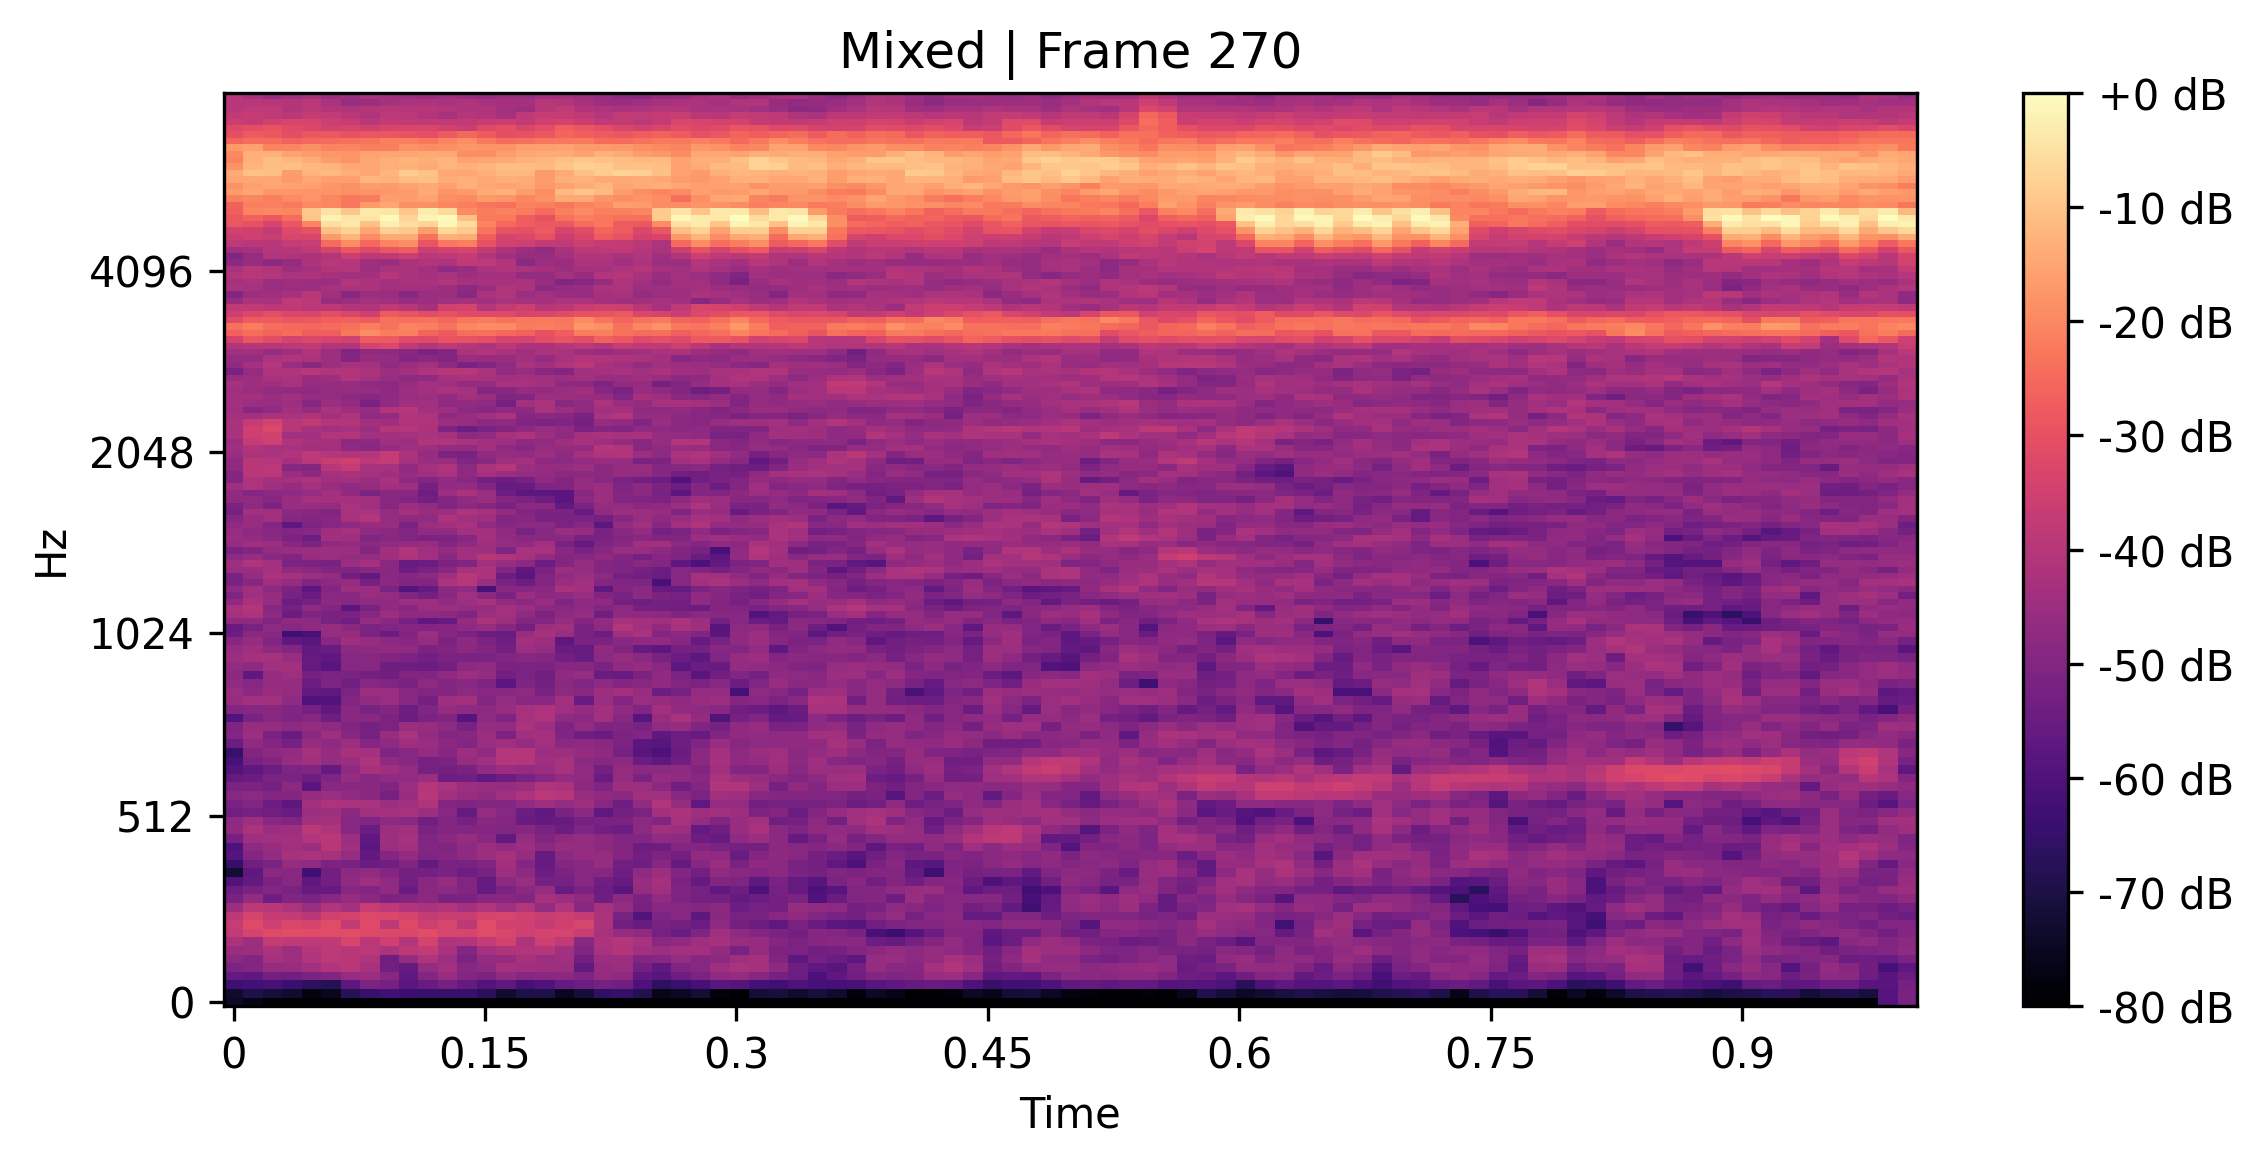 Mixed | Frame 270
+0 dB
-10 dB
-20 dB
-30 dB
-40 dB
-50 dB
-60 dB
-70 dB
-80 dB
4096
2048
1024
512
0
Hz
0 0.15 0.3 0.45 0.6 0.75 0.9
Time